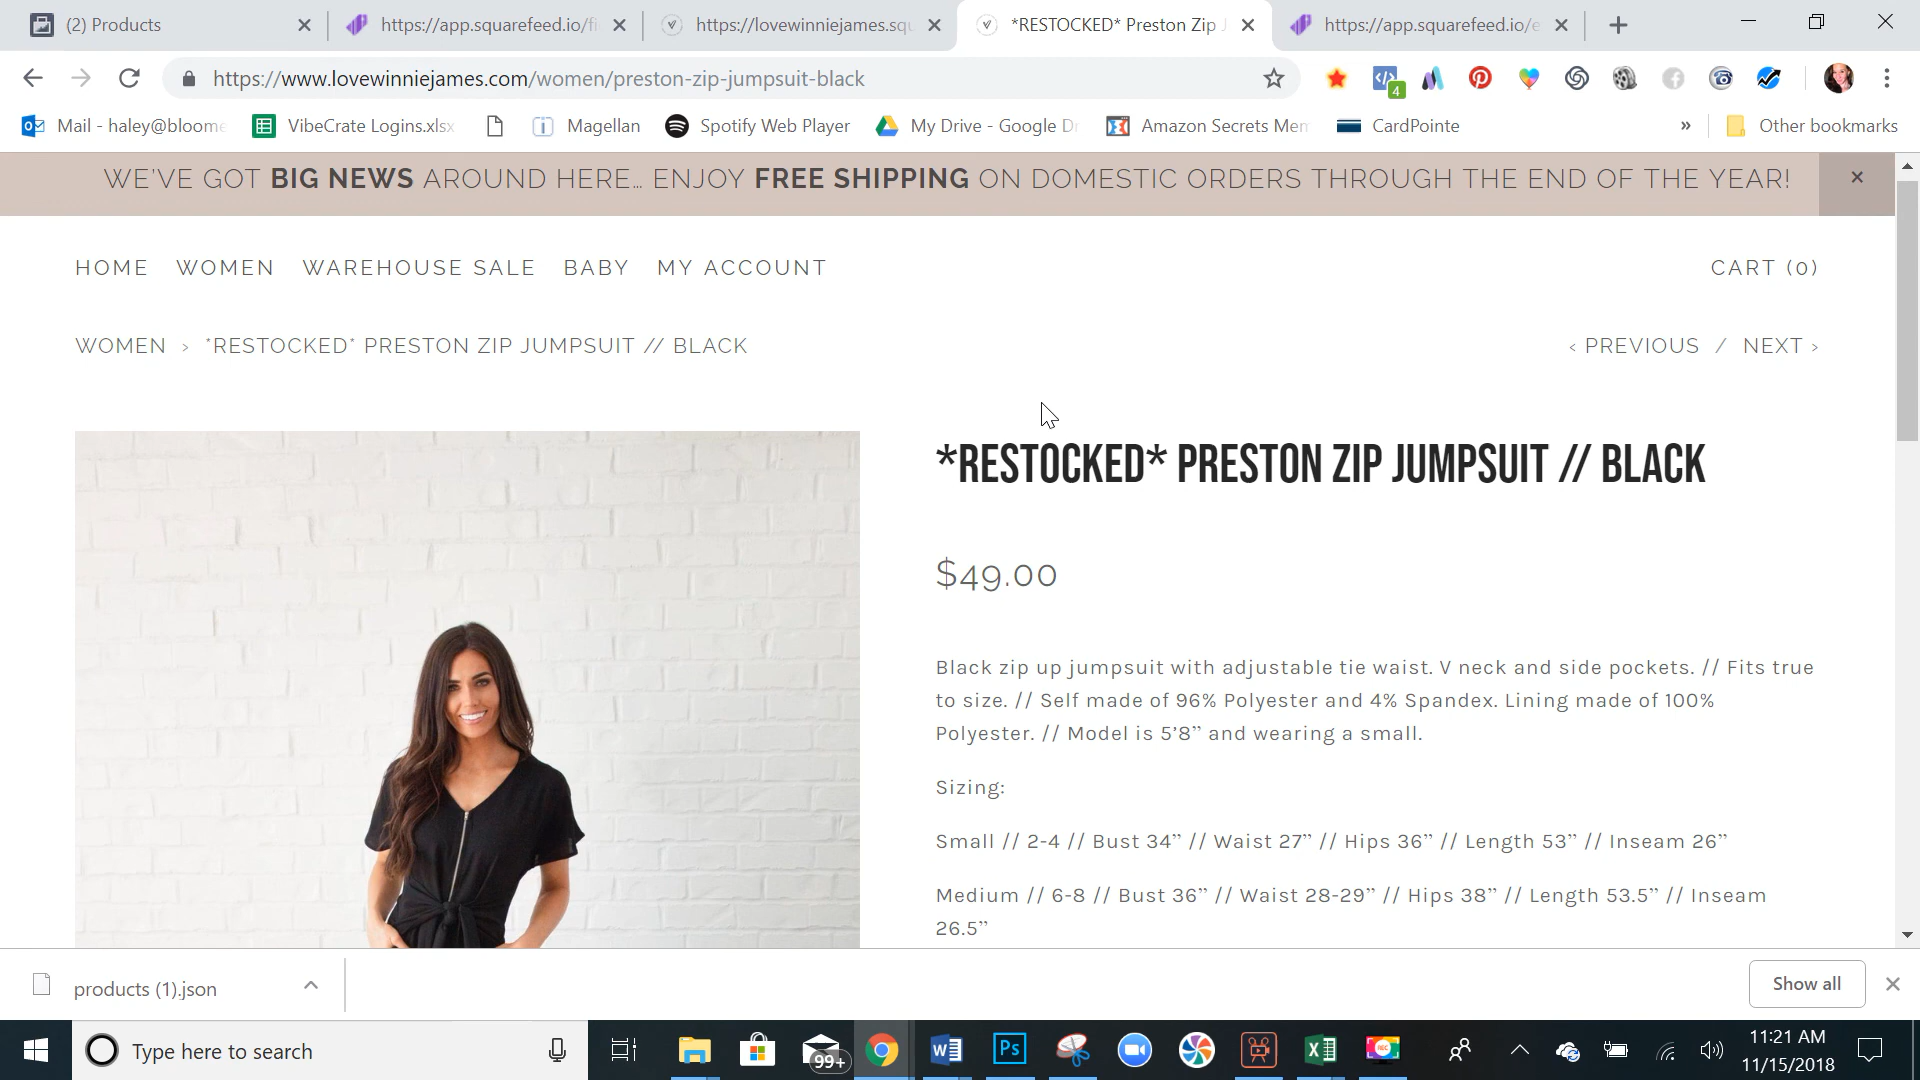 (2) Products
https://app.squarefeed.io/fi
https://lovewinniejames.squ
*RESTOCKED* Preston Zip J
https://app.squarefeed.io/e
https://www.lovewinniejames.com/women/preston-zip-jumpsuit-black
4
Mail - haley@bloome
VibeCrate Logins.xlsx
Magellan
Spotify Web Player
My Drive - Google D
Amazon Secrets Mem
CardPointe
»
Other bookmarks
WE'VE GOT BIG NEWS AROUND HERE... ENJOY FREE SHIPPING ON DOMESTIC ORDERS THROUGH THE END OF THE YEAR!
HOME WOMEN WAREHOUSE SALE BABY MY ACCOUNT
CART (0)
WOMEN > *RESTOCKED* PRESTON ZIP JUMPSUIT // BLACK
< PREVIOUS / NEXT >
*RESTOCKED* PRESTON ZIP JUMPSUIT // BLACK
$49.00
Black zip up jumpsuit with adjustable tie waist. V neck and side pockets. // Fits true
to size. // Self made of 96% Polyester and 4% Spandex. Lining made of 100%
Polyester. // Model is 5’8” and wearing a small.
Sizing:
Small // 2-4 // Bust 34” // Waist 27” // Hips 36” // Length 53” // Inseam 26”
Medium // 6-8 // Bust 36” // Waist 28-29” // Hips 38” // Length 53.5” // Inseam
26.5”
products (1).json
Show all
Type here to search
99+
Ps
11:21 AM
11/15/2018